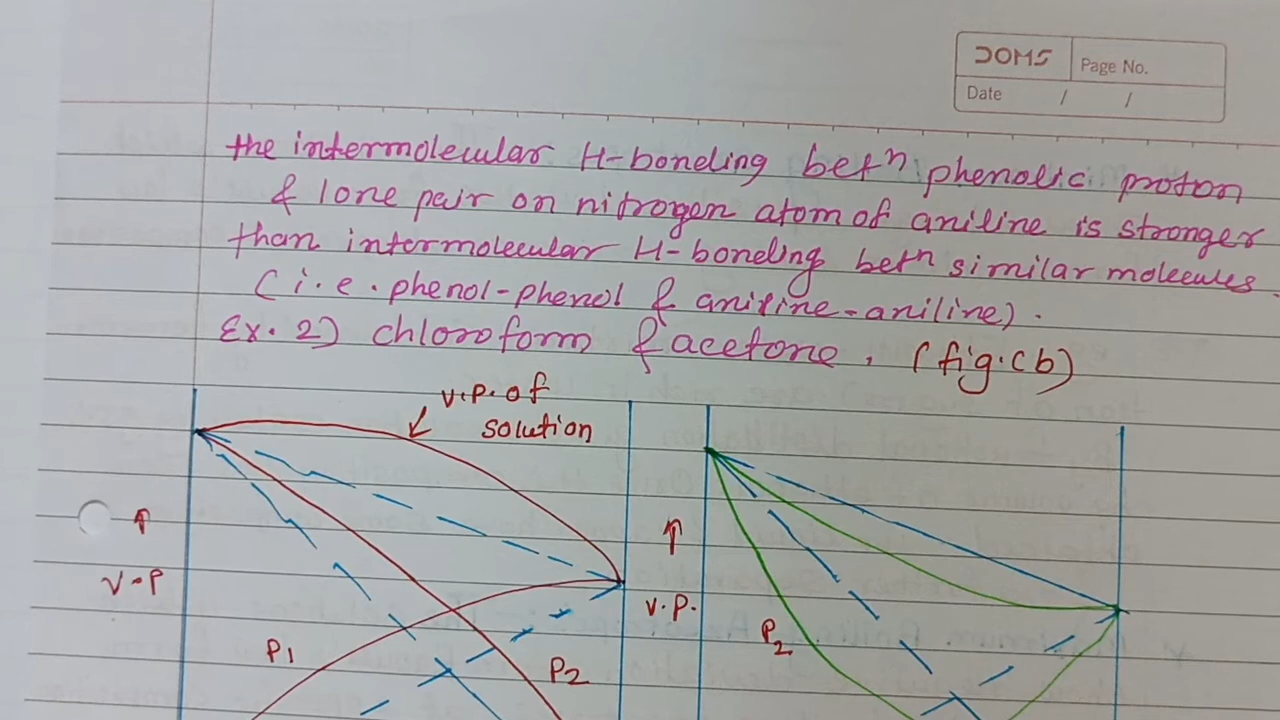 DOMS
Page No.
Date / /
the intermolecular H-bonding betn phenolic proton
& lone pair on nitrogen atom of aniline is stronger
than intermolecular H-bonding betn similar molecules.
(i.e. phenol-phenol & aniline-aniline).
Ex. 2) chloroform & acetone. (fig.(b)
v.p. of
solution
↑
v.p
P1
P2
↑
v.p.
P2